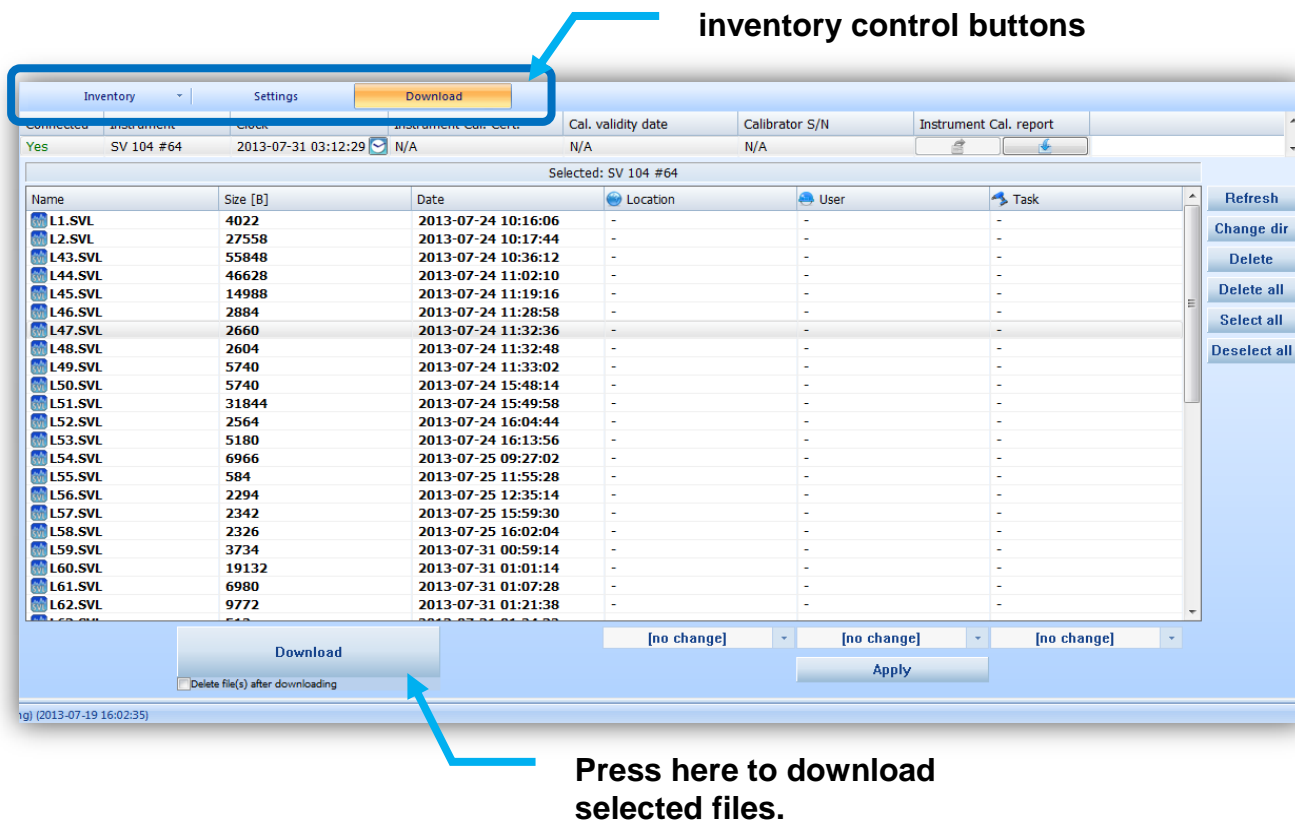 inventory control buttons
Inventory Settings Download
Connected Instrument Clock Instrument Cal. Cert. Cal. validity date Calibrator S/N Instrument Cal. report
Yes SV 104 #64 2013-07-31 03:12:29 N/A N/A N/A
Selected: SV 104 #64
Name Size [B] Date Location User Task
L1.SVL 4022 2013-07-24 10:16:06 - - -
L2.SVL 27558 2013-07-24 10:17:44 - - -
L43.SVL 55848 2013-07-24 10:36:12 - - -
L44.SVL 46628 2013-07-24 11:02:10 - - -
L45.SVL 14988 2013-07-24 11:19:16 - - -
L46.SVL 2884 2013-07-24 11:28:58 - - -
L47.SVL 2660 2013-07-24 11:32:36 - - -
L48.SVL 2604 2013-07-24 11:32:48 - - -
L49.SVL 5740 2013-07-24 11:33:02 - - -
L50.SVL 5740 2013-07-24 15:48:14 - - -
L51.SVL 31844 2013-07-24 15:49:58 - - -
L52.SVL 2564 2013-07-24 16:04:44 - - -
L53.SVL 5180 2013-07-24 16:13:56 - - -
L54.SVL 6966 2013-07-25 09:27:02 - - -
L55.SVL 584 2013-07-25 11:55:28 - - -
L56.SVL 2294 2013-07-25 12:35:14 - - -
L57.SVL 2342 2013-07-25 15:59:30 - - -
L58.SVL 2326 2013-07-25 16:02:04 - - -
L59.SVL 3734 2013-07-31 00:59:14 - - -
L60.SVL 19132 2013-07-31 01:01:14 - - -
L61.SVL 6980 2013-07-31 01:07:28 - - -
L62.SVL 9772 2013-07-31 01:21:38 - - -
Refresh
Change dir
Delete
Delete all
Select all
Deselect all
[no change] [no change] [no change]
Download
Apply
Delete file(s) after downloading
ng) (2013-07-19 16:02:35)
Press here to download
selected files.